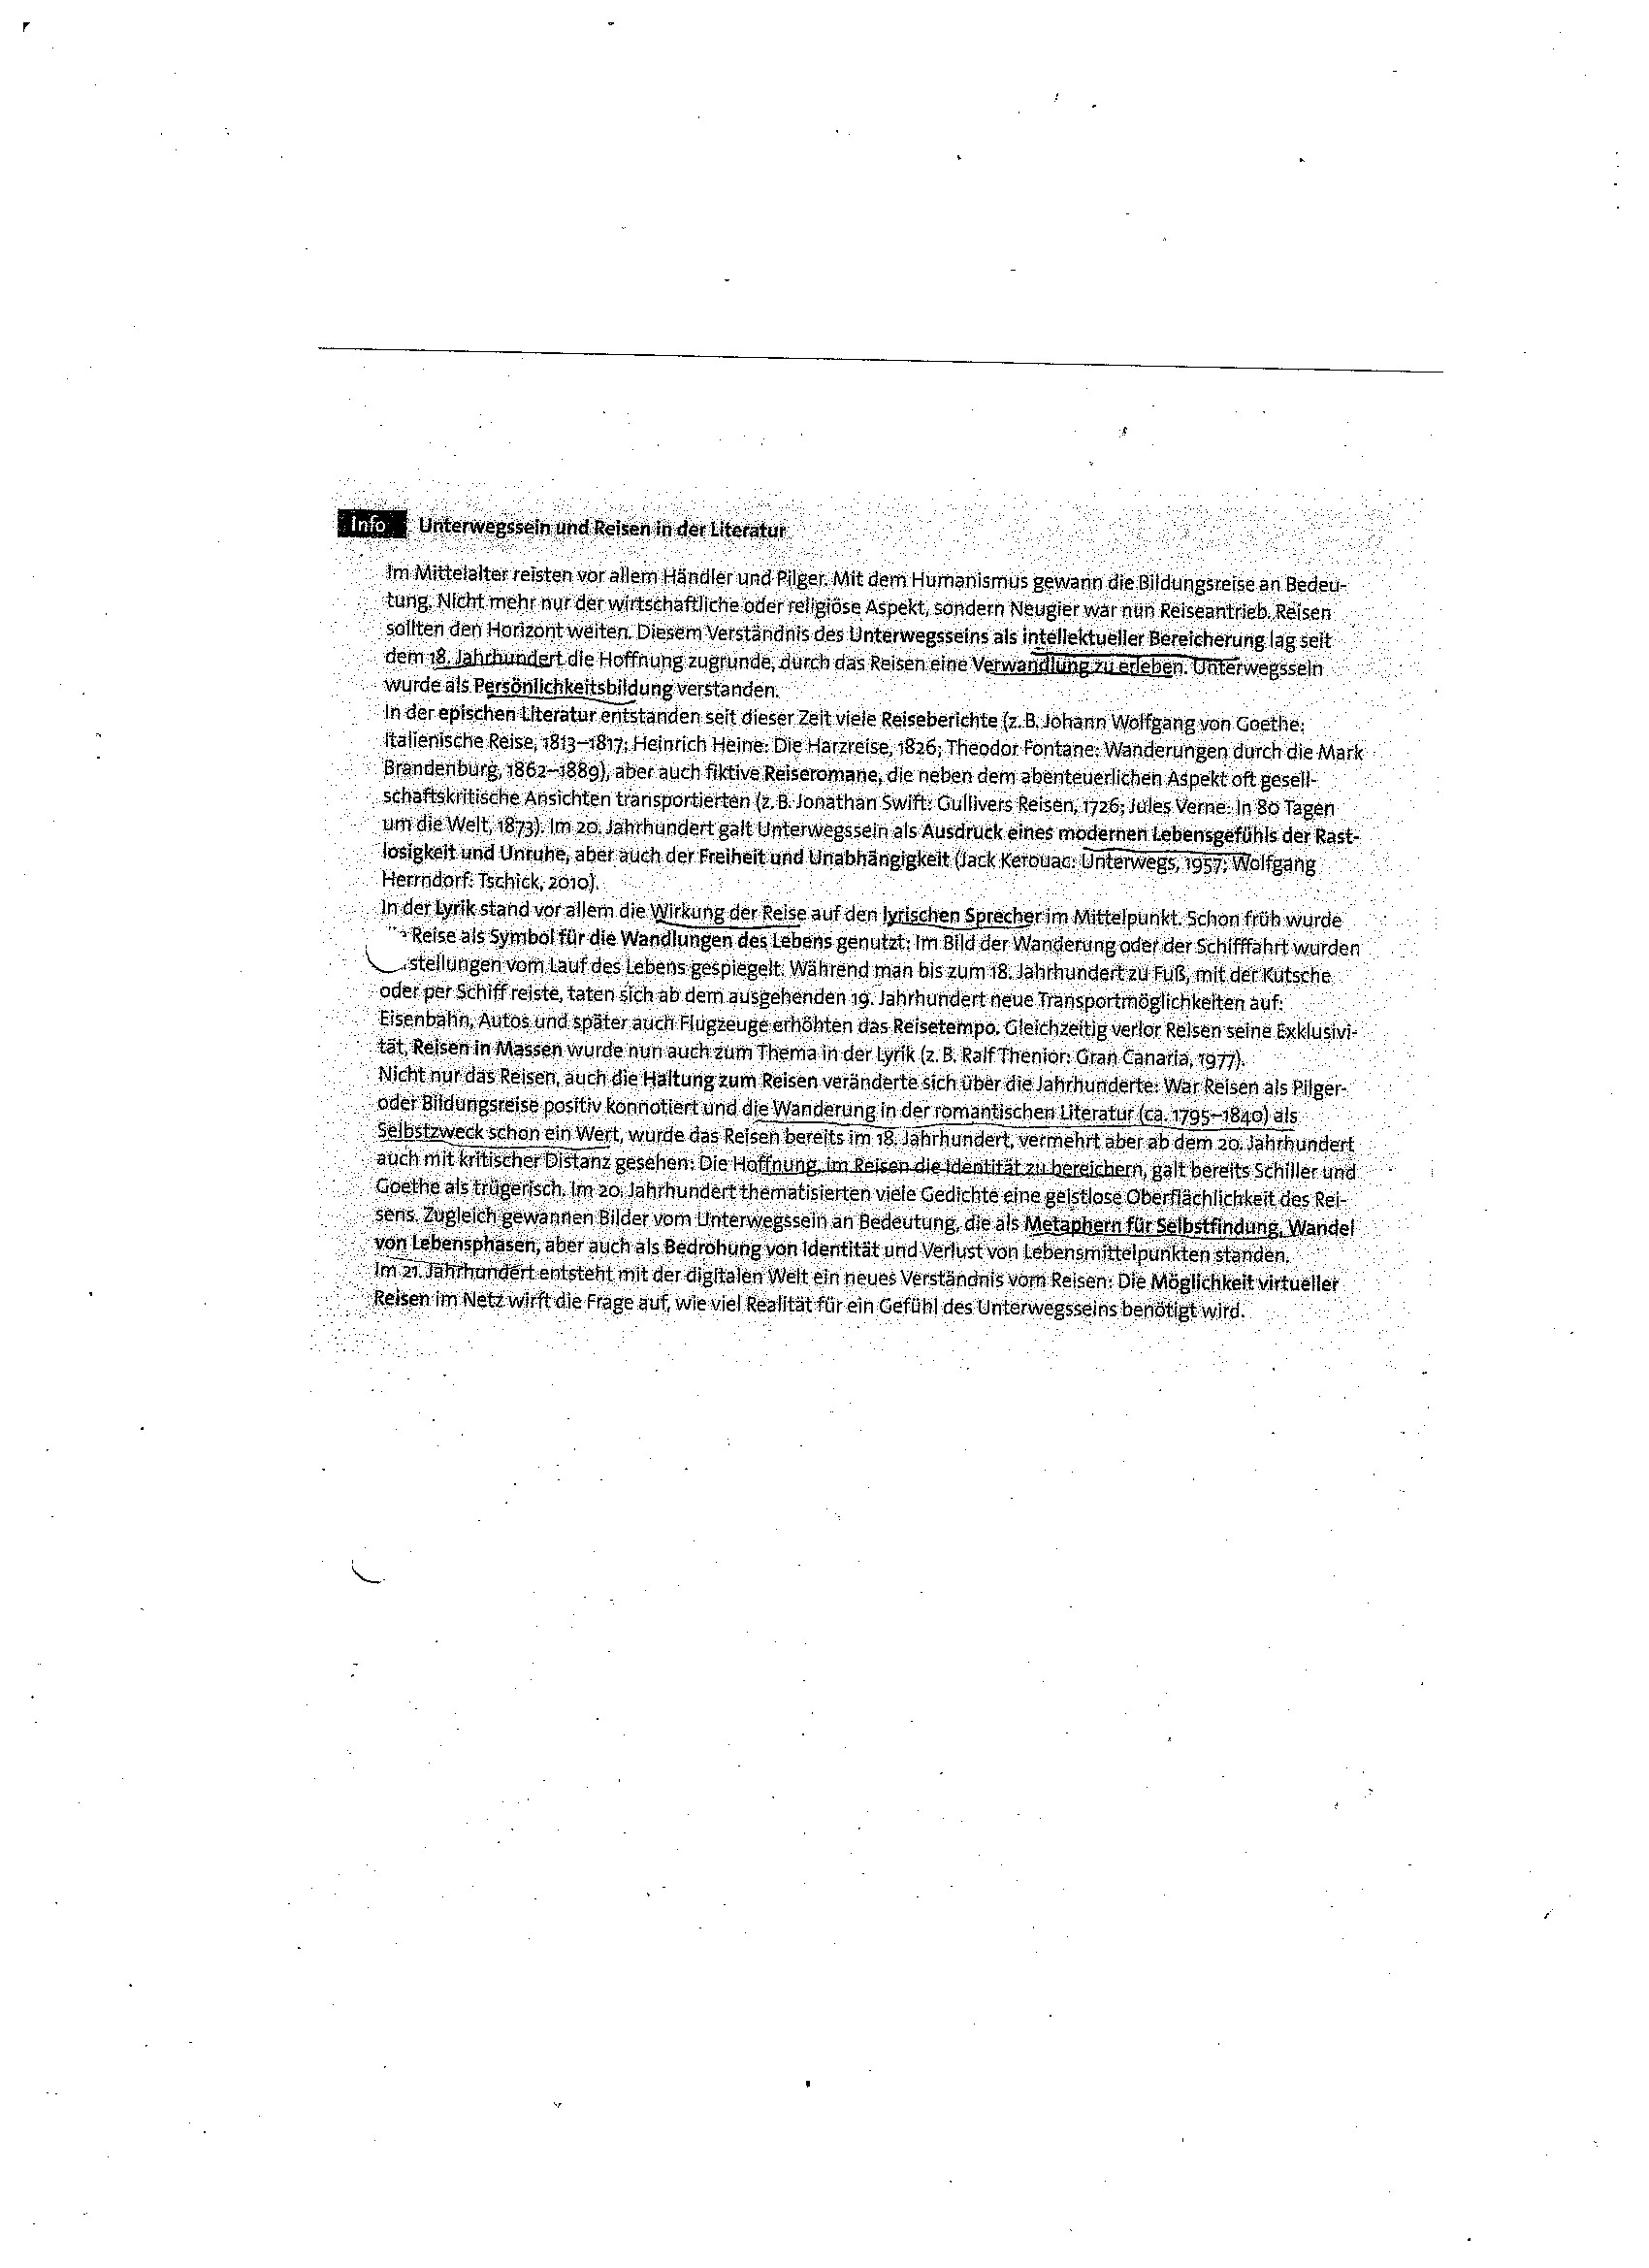 Info Unterwegssein und Reisen in der Literatur
Im Mittelalter reisten vor allem Händler und Pilger. Mit dem Humanismus gewann die Bildungsreise an Bedeu-
tung. Nicht mehr nur der wirtschaftliche oder religiöse Aspekt, sondern Neugier war nun Reiseantrieb. Reisen
sollten den Horizont weiten. Diesem Verständnis des Unterwegsseins als intellektueller Bereicherung lag seit
dem 18. Jahrhundert die Hoffnung zugrunde, durch das Reisen eine Verwandlung zu erleben. Unterwegssein
wurde als Persönlichkeitsbildung verstanden.
In der epischen Literatur entstanden seit dieser Zeit viele Reiseberichte (z. B. Johann Wolfgang von Goethe:
Italienische Reise, 1813–1817; Heinrich Heine: Die Harzreise, 1826; Theodor Fontane: Wanderungen durch die Mark
Brandenburg, 1862–1889), aber auch fiktive Reiseromane, die neben dem abenteuerlichen Aspekt oft gesell-
schaftskritische Ansichten transportierten (z. B. Jonathan Swift: Gullivers Reisen, 1726; Jules Verne: In 80 Tagen
um die Welt, 1873). Im 20. Jahrhundert galt Unterwegssein als Ausdruck eines modernen Lebensgefühls der Rast-
losigkeit und Unruhe, aber auch der Freiheit und Unabhängigkeit (Jack Kerouac: Unterwegs, 1957; Wolfgang
Herrndorf: Tschick, 2010).
In der Lyrik stand vor allem die Wirkung der Reise auf den lyrischen Sprecher im Mittelpunkt. Schon früh wurde
Reise als Symbol für die Wandlungen des Lebens genutzt: Im Bild der Wanderung oder der Schifffahrt wurden
stellungen vom Lauf des Lebens gespiegelt. Während man bis zum 18. Jahrhundert zu Fuß, mit der Kutsche
oder per Schiff reiste, taten sich ab dem ausgehenden 19. Jahrhundert neue Transportmöglichkeiten auf:
Eisenbahn, Autos und später auch Flugzeuge erhöhten das Reisetempo. Gleichzeitig verlor Reisen seine Exklusivi-
tät, Reisen in Massen wurde nun auch zum Thema in der Lyrik (z. B. Ralf Thenior: Gran Canaria, 1977).
Nicht nur das Reisen, auch die Haltung zum Reisen veränderte sich über die Jahrhunderte: War Reisen als Pilger-
oder Bildungsreise positiv konnotiert und die Wanderung in der romantischen Literatur (ca. 1795–1840) als
Selbstzweck schon ein Wert, wurde das Reisen bereits im 18. Jahrhundert, vermehrt aber ab dem 20. Jahrhundert
auch mit kritischer Distanz gesehen: Die Hoffnung, im Reisen die Identität zu bereichern, galt bereits Schiller und
Goethe als trügerisch. Im 20. Jahrhundert thematisierten viele Gedichte eine geistlose Oberflächlichkeit des Rei-
sens. Zugleich gewannen Bilder vom Unterwegssein an Bedeutung, die als Metaphern für Selbstfindung, Wandel
von Lebensphasen, aber auch als Bedrohung von Identität und Verlust von Lebensmittelpunkten standen.
Im 21. Jahrhundert entsteht mit der digitalen Welt ein neues Verständnis vom Reisen: Die Möglichkeit virtueller
Reisen im Netz wirft die Frage auf, wie viel Realität für ein Gefühl des Unterwegsseins benötigt wird.